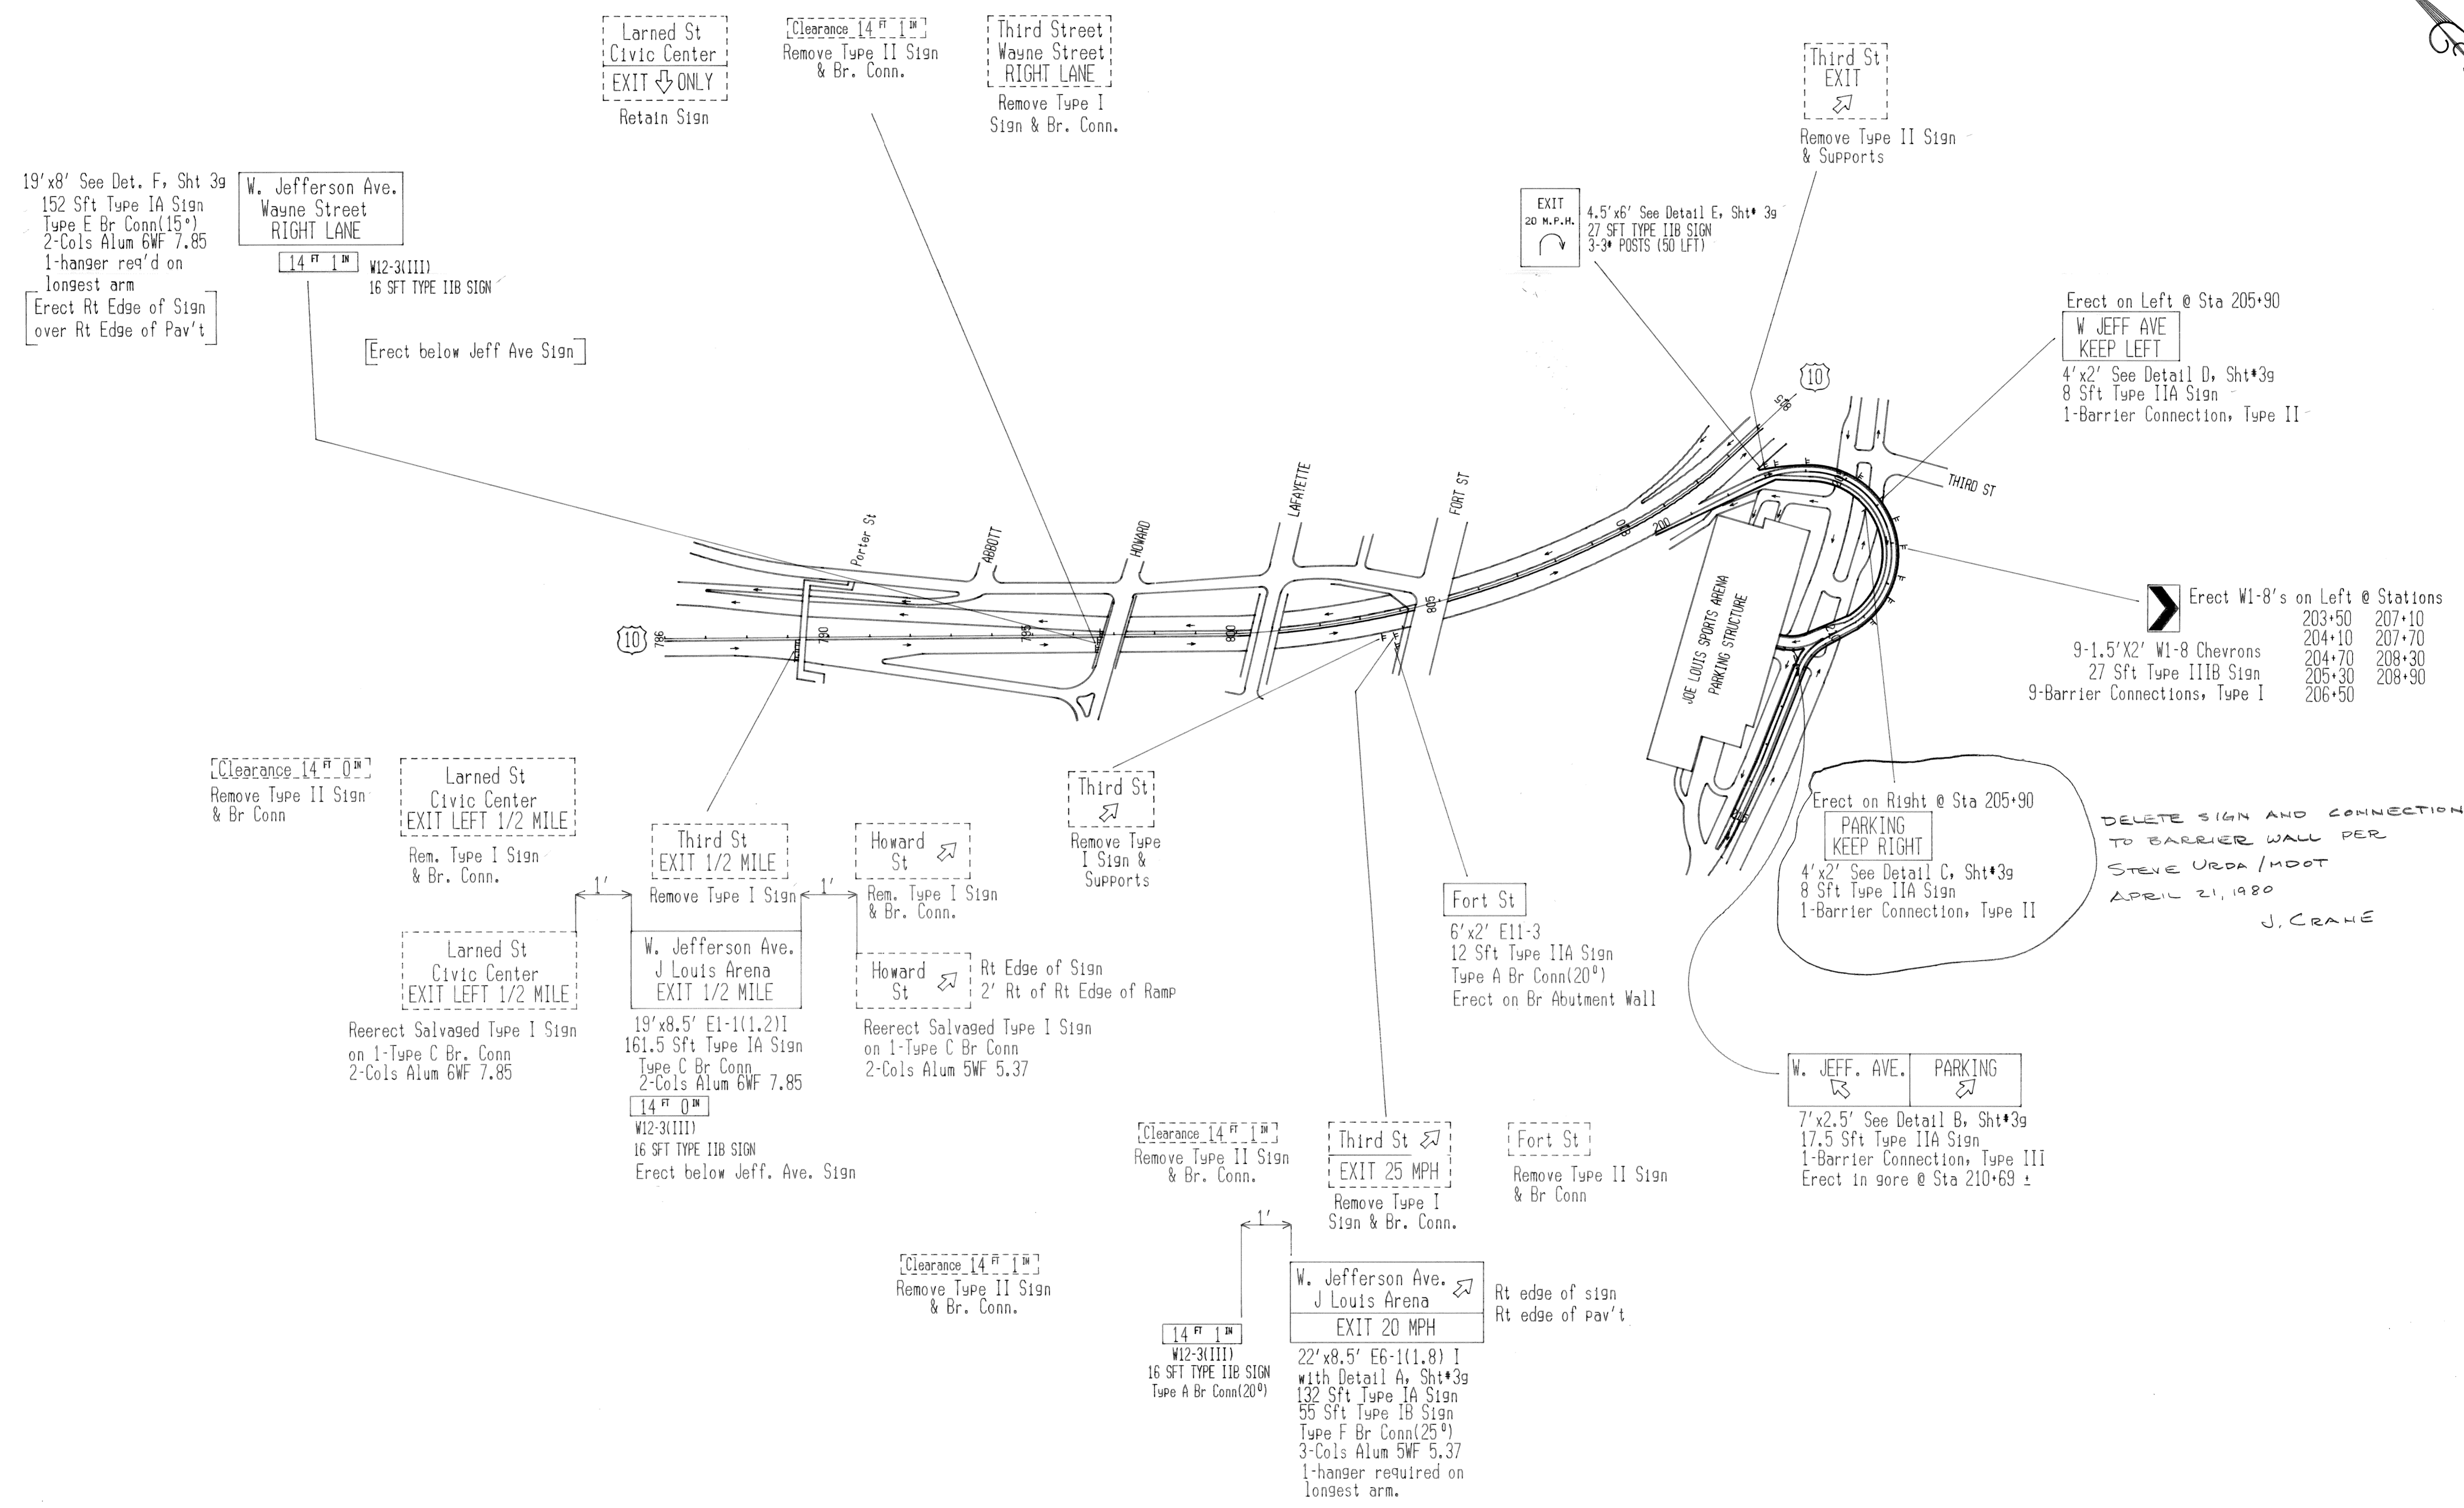 Larned St
Civic Center
EXIT ONLY
Retain Sign
Clearance 14 FT 1 IN
Remove Type II Sign
& Br. Conn.
Third Street
Wayne Street
RIGHT LANE
Remove Type I
Sign & Br. Conn.
Third St
EXIT
Remove Type II Sign
& Supports
19'x8' See Det. F, Sht 3g
152 Sft Type IA Sign
Type E Br Conn(15°)
2-Cols Alum 6WF 7.85
1-hanger req'd on
longest arm
Erect Rt Edge of Sign
over Rt Edge of Pav't
W. Jefferson Ave.
Wayne Street
RIGHT LANE
14 FT 1 IN
W12-3(III)
16 SFT TYPE IIB SIGN
Erect below Jeff Ave Sign
EXIT
20 M.P.H.
4.5'x6' See Detail E, Sht# 3g
27 SFT TYPE IIB SIGN
3-3# POSTS (50 LFT)
Erect on Left @ Sta 205+90
W JEFF AVE
KEEP LEFT
4'x2' See Detail D, Sht#3g
8 Sft Type IIA Sign
1-Barrier Connection, Type II
10
815
THIRD ST
Porter St
ABBOTT
HOWARD
LAFAYETTE
FORT ST
10
786
790
795
800
805
810
200
JOE LOUIS SPORTS ARENA
PARKING STRUCTURE
Erect W1-8's on Left @ Stations
203+50 207+10
204+10 207+70
204+70 208+30
205+30 208+90
206+50
9-1.5'X2' W1-8 Chevrons
27 Sft Type IIIB Sign
9-Barrier Connections, Type I
Clearance 14 FT 0 IN
Remove Type II Sign
& Br Conn
Larned St
Civic Center
EXIT LEFT 1/2 MILE
Rem. Type I Sign
& Br. Conn.
Third St
EXIT 1/2 MILE
Remove Type I Sign
Howard
St
Rem. Type I Sign
& Br. Conn.
1'
1'
Larned St
Civic Center
EXIT LEFT 1/2 MILE
Reerect Salvaged Type I Sign
on 1-Type C Br. Conn
2-Cols Alum 6WF 7.85
W. Jefferson Ave.
J Louis Arena
EXIT 1/2 MILE
19'x8.5' E1-1(1.2)I
161.5 Sft Type IA Sign
Type C Br Conn
2-Cols Alum 6WF 7.85
14 FT 0 IN
W12-3(III)
16 SFT TYPE IIB SIGN
Erect below Jeff. Ave. Sign
Howard
St
Rt Edge of Sign
2' Rt of Rt Edge of Ramp
Reerect Salvaged Type I Sign
on 1-Type C Br Conn
2-Cols Alum 5WF 5.37
Third St
Remove Type
I Sign &
Supports
Fort St
6'x2' E11-3
12 Sft Type IIA Sign
Type A Br Conn(20°)
Erect on Br Abutment Wall
Erect on Right @ Sta 205+90
PARKING
KEEP RIGHT
4'x2' See Detail C, Sht#3g
8 Sft Type IIA Sign
1-Barrier Connection, Type II
DELETE SIGN AND CONNECTION
TO BARRIER WALL PER
STEVE URDA/MDOT
APRIL 21, 1980
J. CRANE
W. JEFF. AVE. PARKING
7'x2.5' See Detail B, Sht#3g
17.5 Sft Type IIA Sign
1-Barrier Connection, Type III
Erect in gore @ Sta 210+69 ±
Clearance 14 FT 1 IN
Remove Type II Sign
& Br. Conn.
Third St
EXIT 25 MPH
Remove Type I
Sign & Br. Conn.
Fort St
Remove Type II Sign
& Br Conn
1'
Clearance 14 FT 1 IN
Remove Type II Sign
& Br. Conn.
14 FT 1 IN
W12-3(III)
16 SFT TYPE IIB SIGN
Type A Br Conn(20°)
W. Jefferson Ave.
J Louis Arena
EXIT 20 MPH
Rt edge of sign
Rt edge of pav't
22'x8.5' E6-1(1.8) I
with Detail A, Sht#3g
132 Sft Type IA Sign
55 Sft Type IB Sign
Type F Br Conn(25°)
3-Cols Alum 5WF 5.37
1-hanger required on
longest arm.